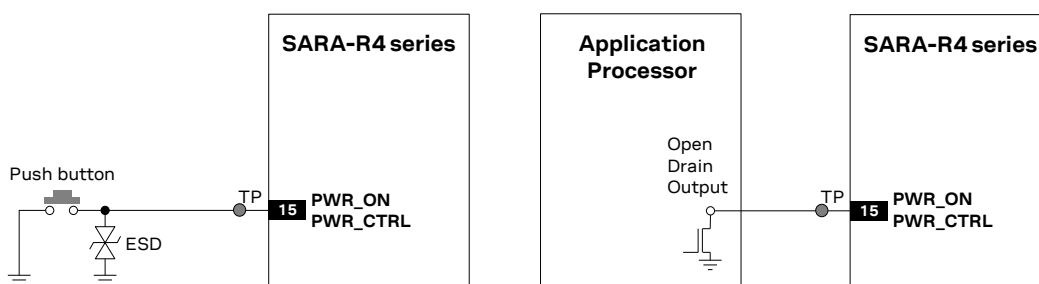 SARA-R4 series
Push button
ESD
TP
15
PWR_ON
PWR_CTRL
Application
Processor
Open
Drain
Output
SARA-R4 series
TP
15
PWR_ON
PWR_CTRL